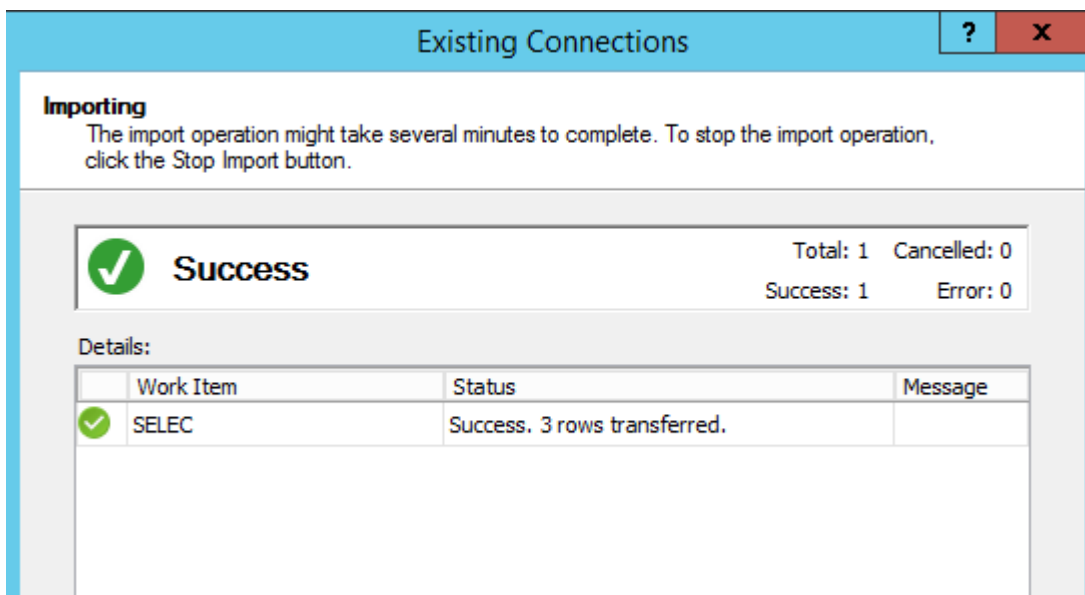 Existing Connections
?
x
Importing
The import operation might take several minutes to complete. To stop the import operation,
click the Stop Import button.
Success
Total: 1 Cancelled: 0
Success: 1 Error: 0
Details:
Work Item Status Message
SELEC Success. 3 rows transferred.